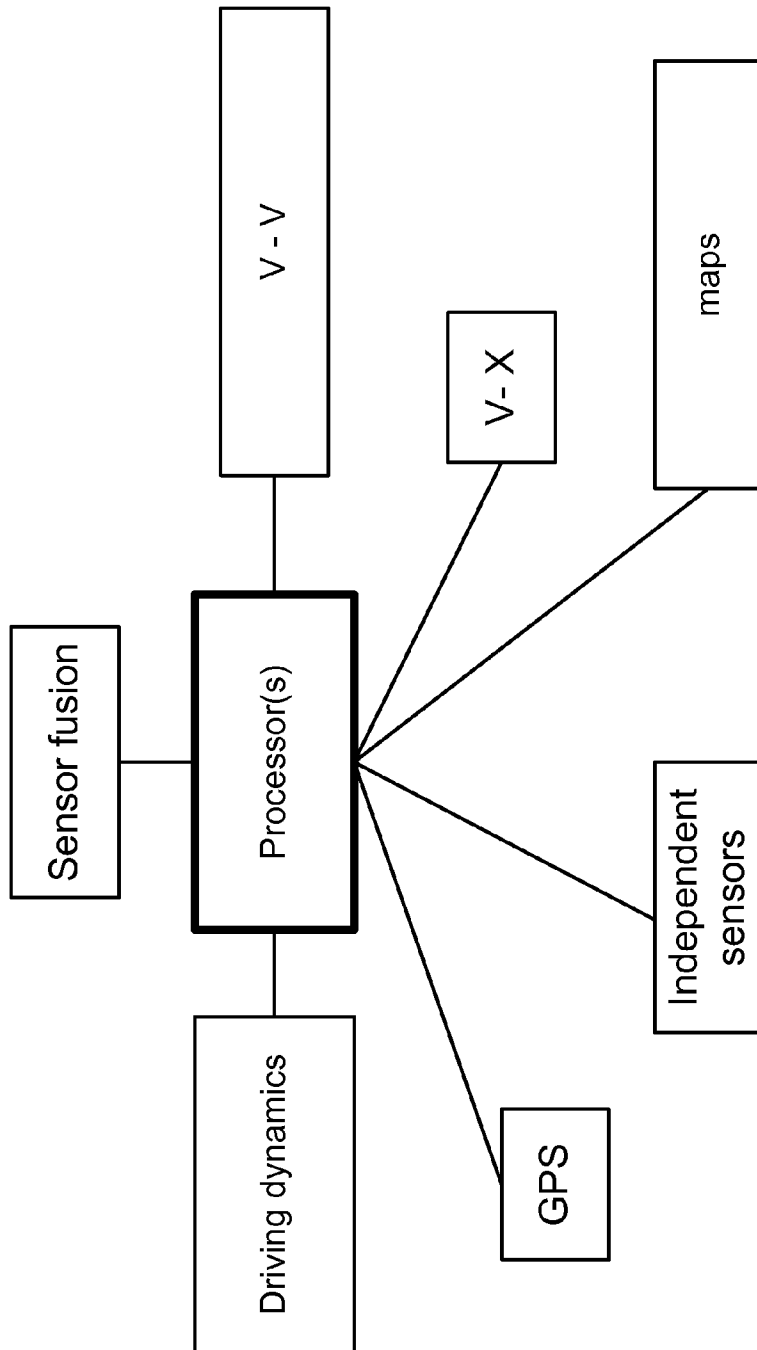 Sensor fusion
Driving dynamics
Processor(s)
V - V
GPS
V- X
Independent
sensors
maps